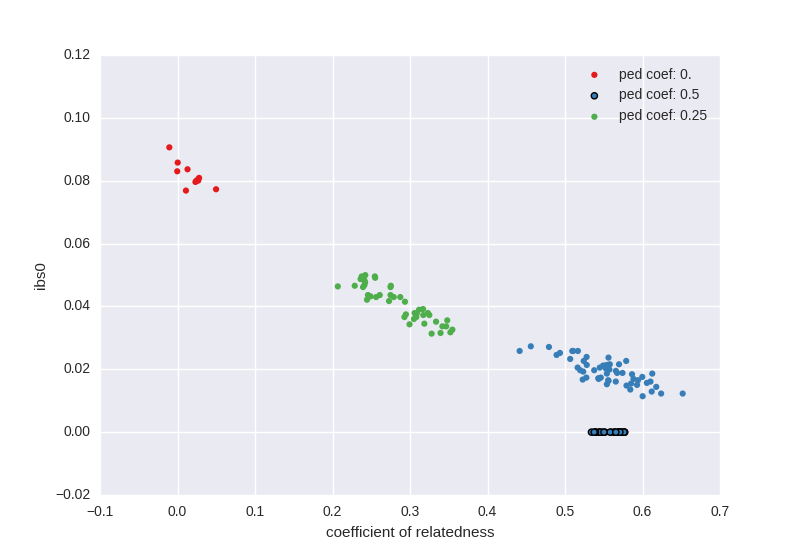 0.12
0.10
0.08
0.06
0.04
0.02
0.00
−0.02
ibs0
ped coef: 0.
ped coef: 0.5
ped coef: 0.25
−0.1 0.0 0.1 0.2 0.3 0.4 0.5 0.6 0.7
coefficient of relatedness